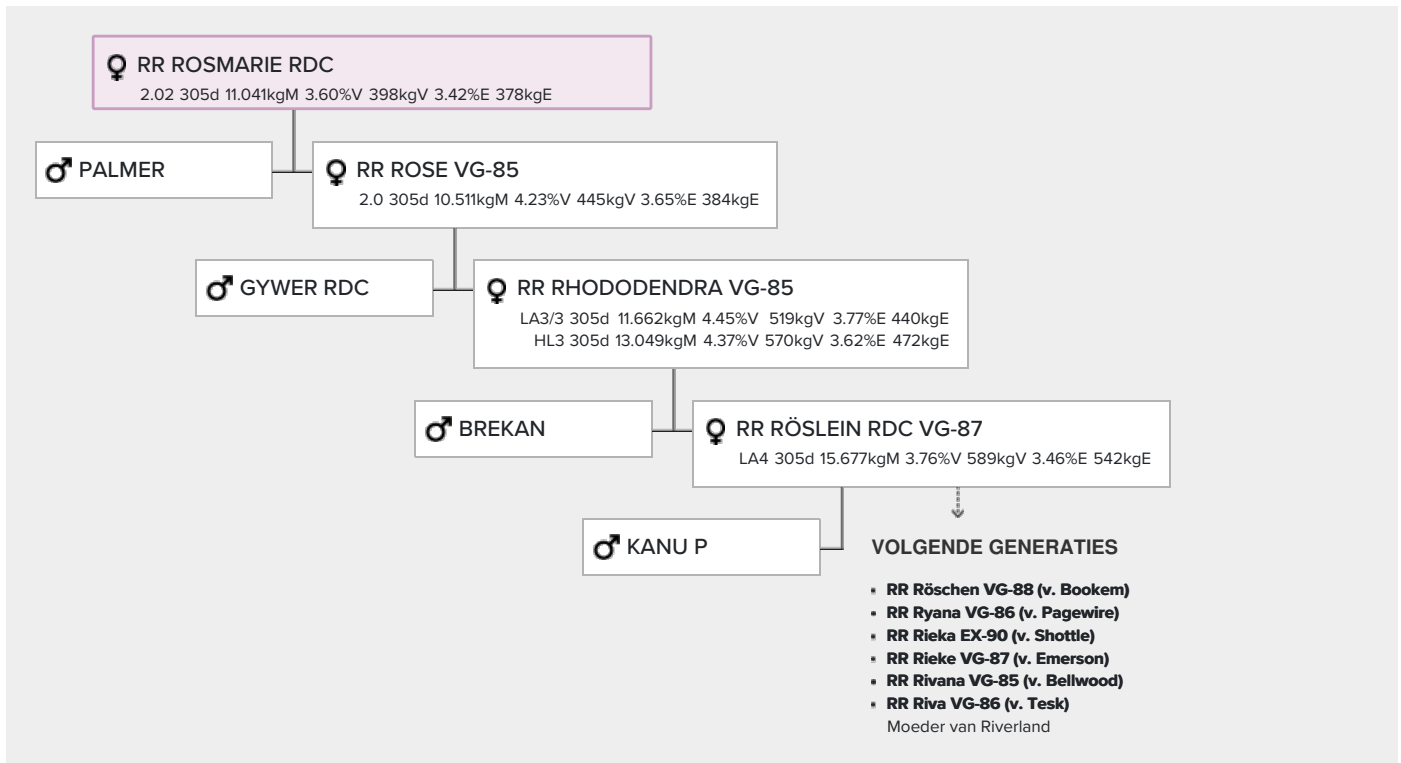 RR ROSMARIE RDC
2.02 305d 11.041kgM 3.60%V 398kgV 3.42%E 378kgE
PALMER
RR ROSE VG-85
2.0 305d 10.511kgM 4.23%V 445kgV 3.65%E 384kgE
GYWER RDC
RR RHODODENDRA VG-85
LA3/3 305d 11.662kgM 4.45%V 519kgV 3.77%E 440kgE
HL3 305d 13.049kgM 4.37%V 570kgV 3.62%E 472kgE
BREKAN
RR RÖSLEIN RDC VG-87
LA4 305d 15.677kgM 3.76%V 589kgV 3.46%E 542kgE
KANU P
VOLGENDE GENERATIES
RR Röschen VG-88 (v. Bookem)
RR Ryana VG-86 (v. Pagewire)
RR Rieka EX-90 (v. Shottle)
RR Rieke VG-87 (v. Emerson)
RR Rivana VG-85 (v. Bellwood)
RR Riva VG-86 (v. Tesk)
Moeder van Riverland